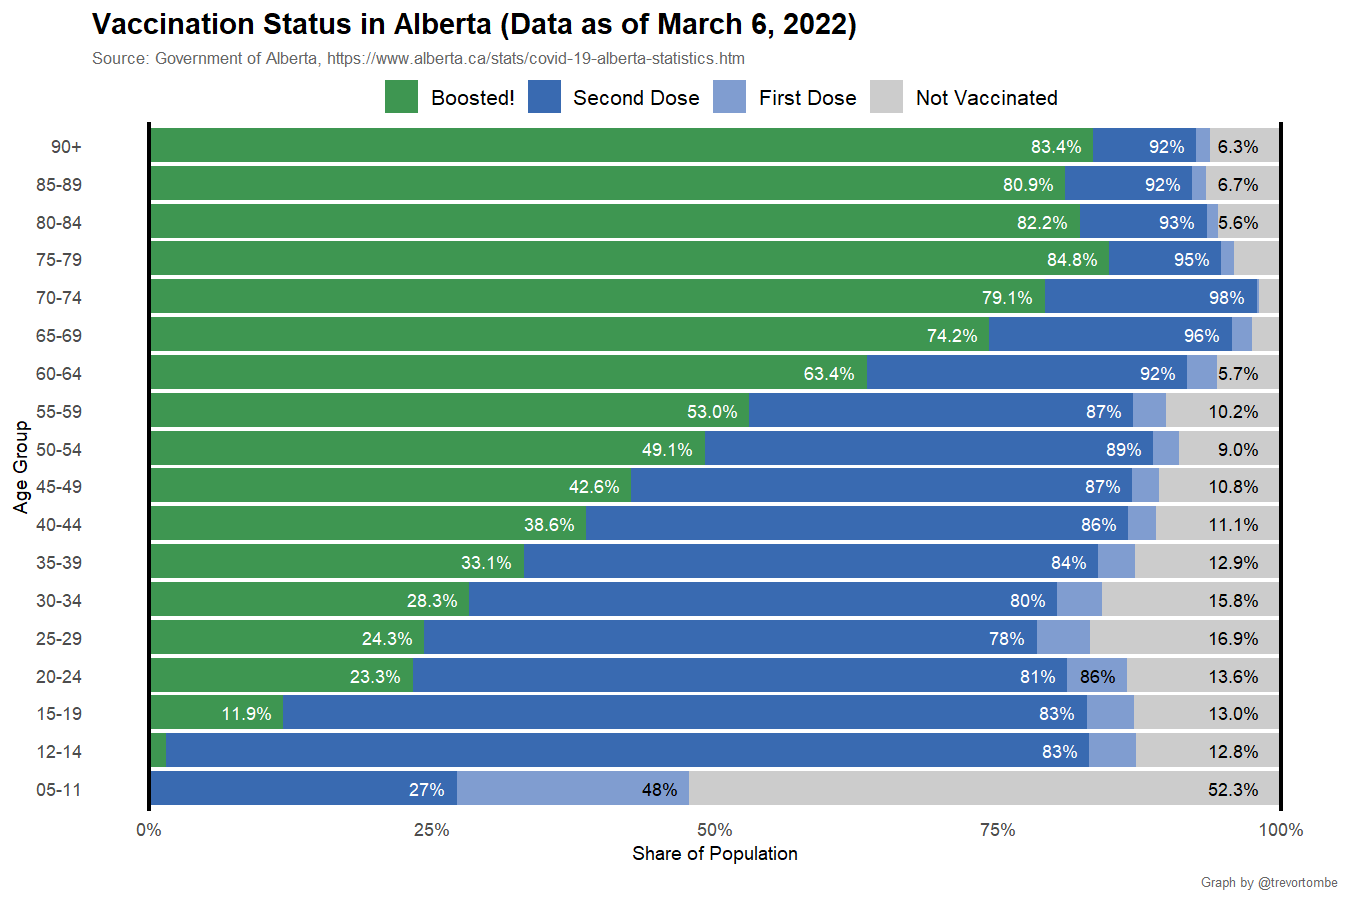 Vaccination Status in Alberta (Data as of March 6, 2022)
Source: Government of Alberta, https://www.alberta.ca/stats/covid-19-alberta-statistics.htm
Boosted! Second Dose First Dose Not Vaccinated
90+ 83.4% 92% 6.3%
85-89 80.9% 92% 6.7%
80-84 82.2% 93% 5.6%
75-79 84.8% 95%
70-74 79.1% 98%
65-69 74.2% 96%
60-64 63.4% 92% 5.7%
55-59 53.0% 87% 10.2%
50-54 49.1% 89% 9.0%
45-49 42.6% 87% 10.8%
40-44 38.6% 86% 11.1%
35-39 33.1% 84% 12.9%
30-34 28.3% 80% 15.8%
25-29 24.3% 78% 16.9%
20-24 23.3% 81% 86% 13.6%
15-19 11.9% 83% 13.0%
12-14 83% 12.8%
05-11 27% 48% 52.3%
Age Group
0% 25% 50% 75% 100%
Share of Population
Graph by @trevortombe